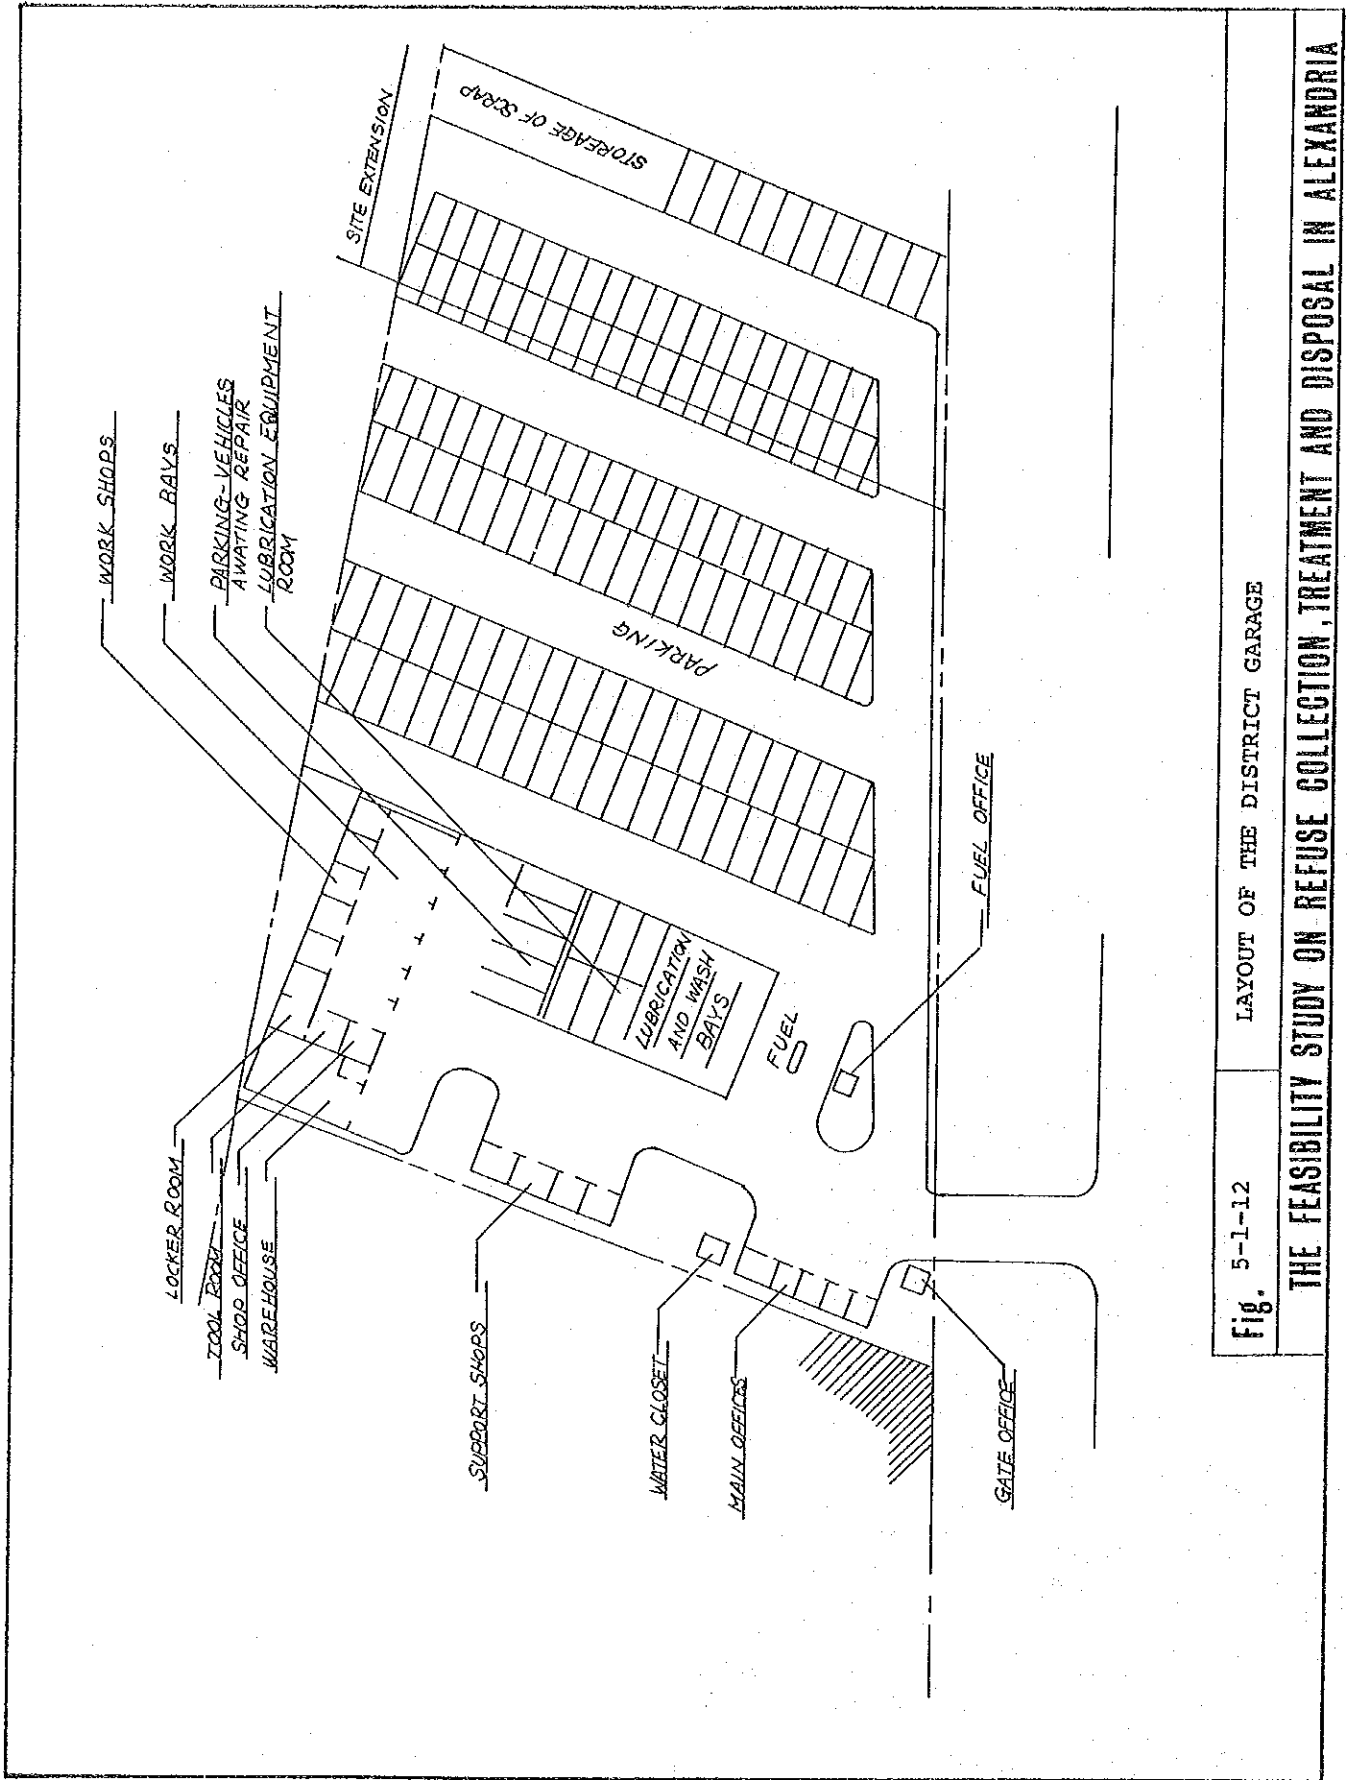 SITE EXTENSION
STOREAGE OF SCRAP
WORK SHOPS
WORK BAYS
PARKING-VEHICLES
AWATING REPAIR
LUBRICATION EQUIPMENT
ROOM
PARKING
LOCKER ROOM
TOOL ROOM
SHOP OFFICE
WAREHOUSE
LUBRICATION
AND WASH
BAYS
FUEL
FUEL OFFICE
SUPPORT SHOPS
WATER CLOSET
MAIN OFFICES
GATE OFFICE
Fig. 5-1-12
LAYOUT OF THE DISTRICT GARAGE
THE FEASIBILITY STUDY ON REFUSE COLLECTION, TREATMENT AND DISPOSAL IN ALEXANDRIA